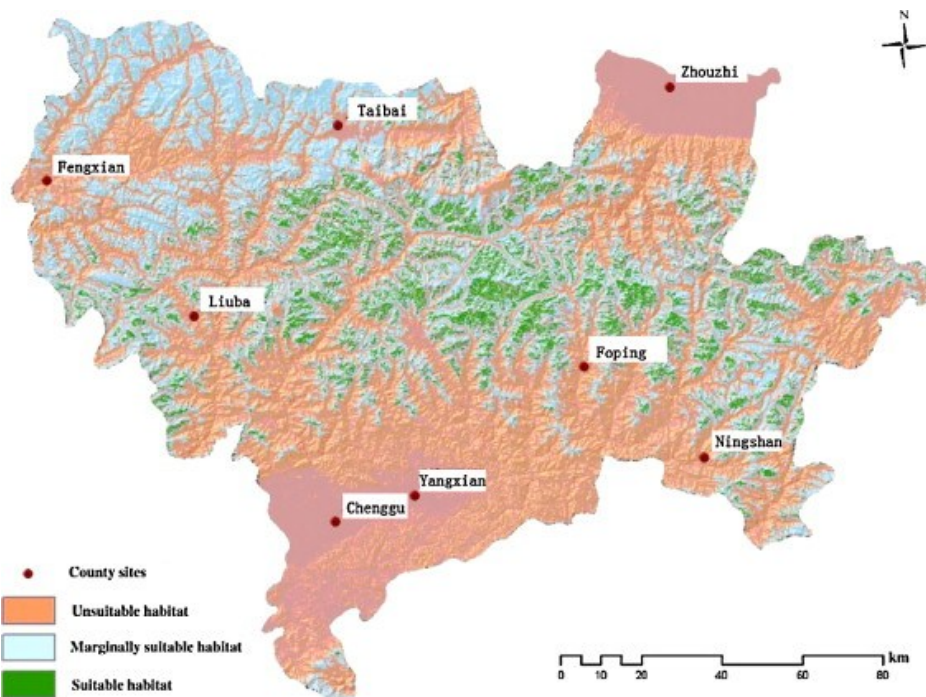 N
Zhouzhi
Taibai
Fengxian
Liuba
Foping
Ningshan
Yangxian
Chenggu
County sites
Unsuitable habitat
Marginally suitable habitat
Suitable habitat
km
0 5 10 20 40 60 80